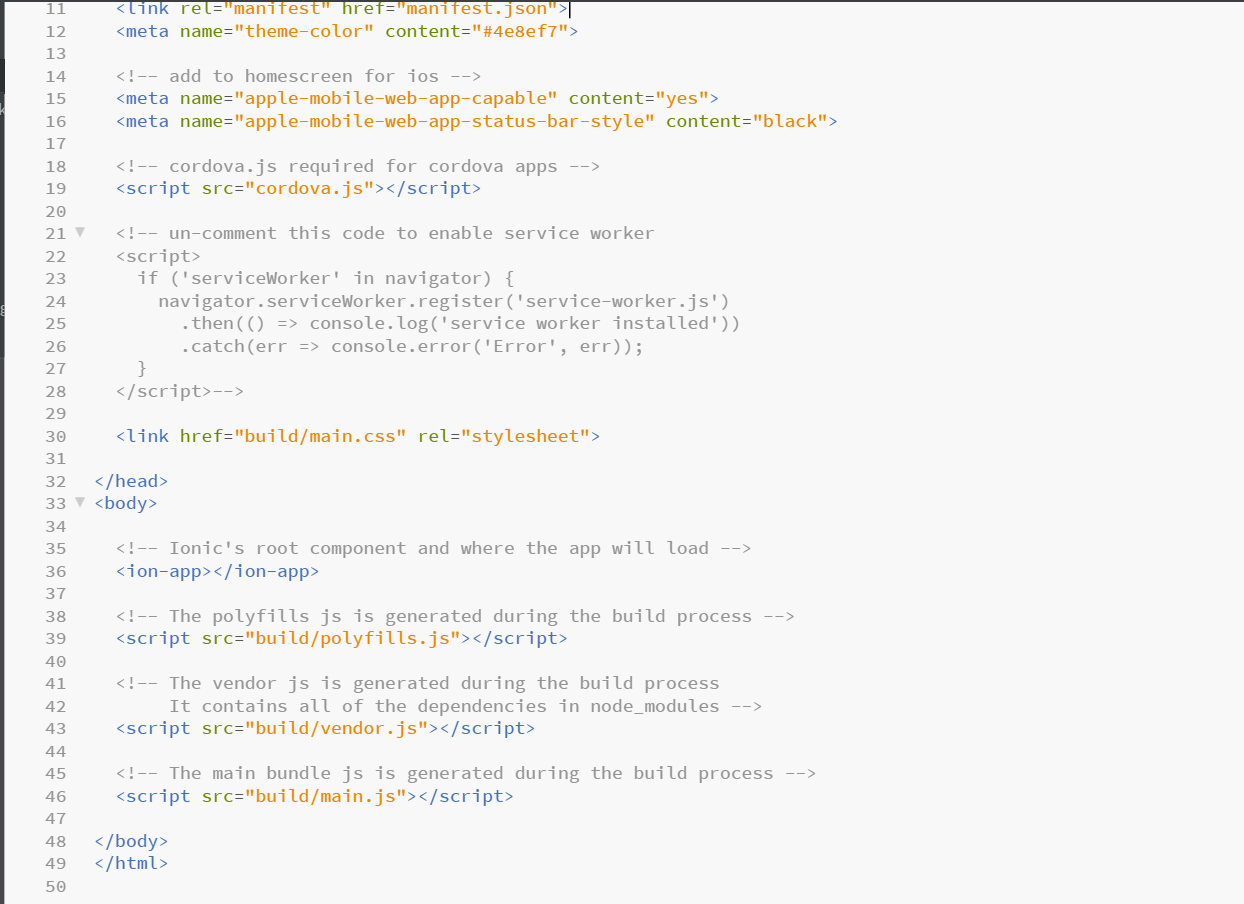 11 <link rel="manifest" href="manifest.json">
12 <meta name="theme-color" content="#4e8ef7">
13
14 <!-- add to homescreen for ios -->
15 <meta name="apple-mobile-web-app-capable" content="yes">
16 <meta name="apple-mobile-web-app-status-bar-style" content="black">
17
18 <!-- cordova.js required for cordova apps -->
19 <script src="cordova.js"></script>
20
21 <!-- un-comment this code to enable service worker
22 <script>
23 if ('serviceWorker' in navigator) {
24 navigator.serviceWorker.register('service-worker.js')
25 .then(() => console.log('service worker installed'))
26 .catch(err => console.error('Error', err));
27 }
28 </script>-->
29
30 <link href="build/main.css" rel="stylesheet">
31
32 </head>
33 <body>
34
35 <!-- Ionic's root component and where the app will load -->
36 <ion-app></ion-app>
37
38 <!-- The polyfills js is generated during the build process -->
39 <script src="build/polyfills.js"></script>
40
41 <!-- The vendor js is generated during the build process
42 It contains all of the dependencies in node_modules -->
43 <script src="build/vendor.js"></script>
44
45 <!-- The main bundle js is generated during the build process -->
46 <script src="build/main.js"></script>
47
48 </body>
49 </html>
50